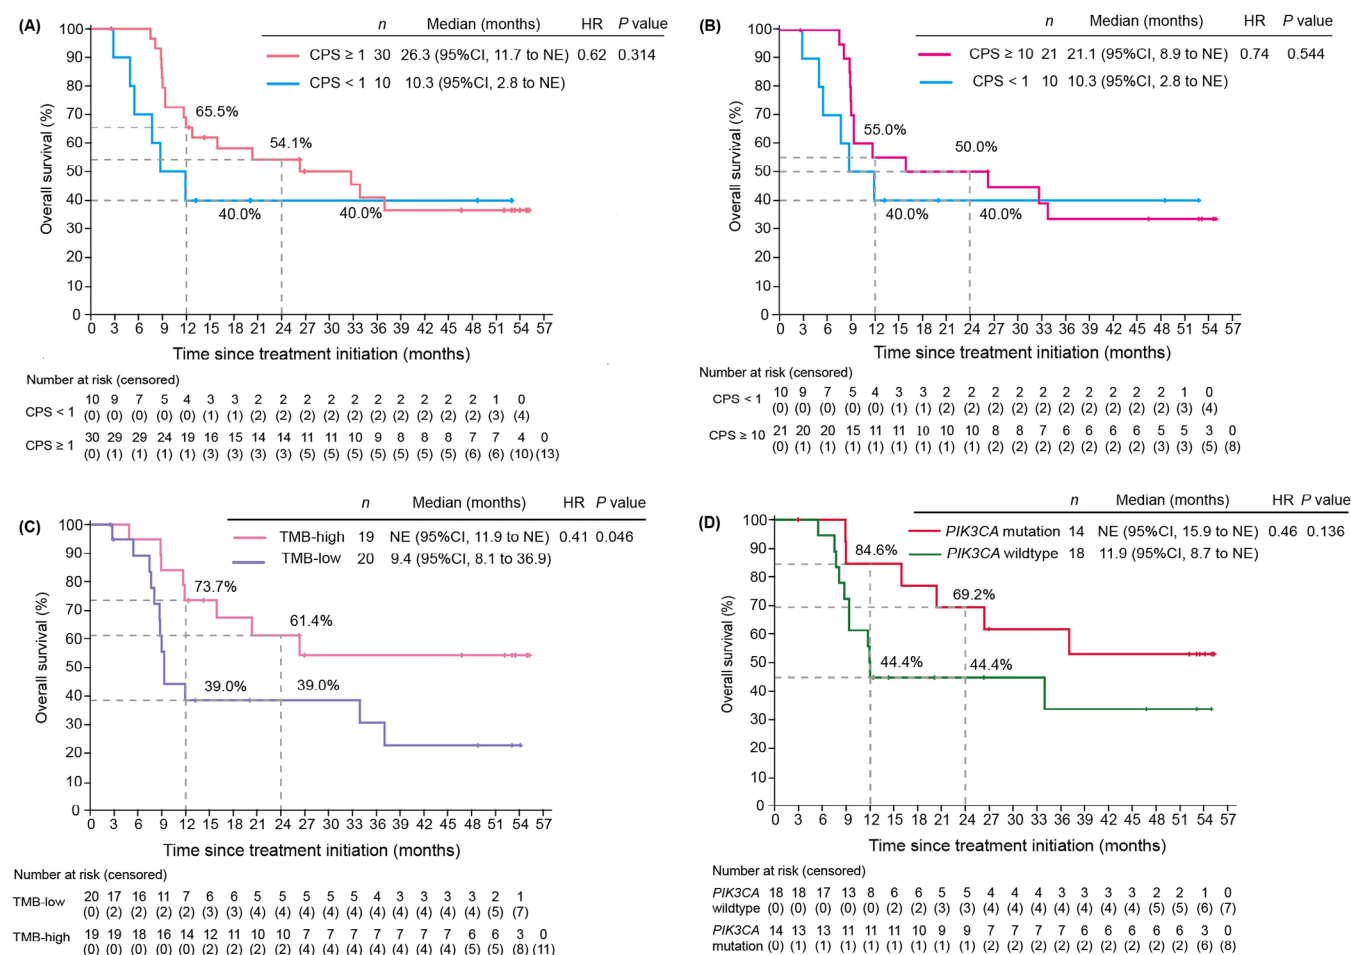 (A)
n Median (months) HR P value
CPS ≥ 1 30 26.3 (95%CI, 11.7 to NE) 0.62 0.314
CPS < 1 10 10.3 (95%CI, 2.8 to NE)
Overall survival (%)
100
90
80
70
60
50
40
30
20
10
0
65.5%
54.1%
40.0% 40.0%
0 3 6 9 12 15 18 21 24 27 30 33 36 39 42 45 48 51 54 57
Time since treatment initiation (months)
Number at risk (censored)
CPS < 1
10 9 7 5 4 3 3 2 2 2 2 2 2 2 2 2 2 1 0
(0) (0) (0) (0) (0) (1) (1) (2) (2) (2) (2) (2) (2) (2) (2) (2) (2) (3) (4)
CPS ≥ 1
30 29 29 24 19 16 15 14 14 11 11 10 9 8 8 8 7 7 4 0
(0) (1) (1) (1) (1) (3) (3) (3) (3) (5) (5) (5) (5) (5) (5) (5) (6) (6) (10) (13)
(B)
n Median (months) HR P value
CPS ≥ 10 21 21.1 (95%CI, 8.9 to NE) 0.74 0.544
CPS < 1 10 10.3 (95%CI, 2.8 to NE)
Overall survival (%)
100
90
80
70
60
50
40
30
20
10
0
55.0%
50.0%
40.0% 40.0%
0 3 6 9 12 15 18 21 24 27 30 33 36 39 42 45 48 51 54 57
Time since treatment initiation (months)
Number at risk (censored)
CPS < 1
10 9 7 5 4 3 3 2 2 2 2 2 2 2 2 2 2 1 0
(0) (0) (0) (0) (0) (1) (1) (2) (2) (2) (2) (2) (2) (2) (2) (2) (2) (3) (4)
CPS ≥ 10
21 20 20 15 11 11 10 10 10 8 8 7 6 6 6 6 5 5 3 0
(0) (1) (1) (1) (1) (1) (1) (1) (1) (2) (2) (2) (2) (2) (2) (2) (3) (3) (5) (8)
(C)
n Median (months) HR P value
TMB-high 19 NE (95%CI, 11.9 to NE) 0.41 0.046
TMB-low 20 9.4 (95%CI, 8.1 to 36.9)
Overall survival (%)
100
90
80
70
60
50
40
30
20
10
0
73.7%
61.4%
39.0% 39.0%
0 3 6 9 12 15 18 21 24 27 30 33 36 39 42 45 48 51 54 57
Time since treatment initiation (months)
Number at risk (censored)
TMB-low
20 17 16 11 7 6 6 5 5 5 5 5 4 3 3 3 3 2 1
(0) (2) (2) (2) (2) (3) (3) (4) (4) (4) (4) (4) (4) (4) (4) (4) (4) (5) (7)
TMB-high
19 19 18 16 14 12 11 10 10 7 7 7 7 7 7 7 6 6 3 0
(0) (0) (0) (0) (0) (2) (2) (2) (2) (4) (4) (4) (4) (4) (4) (4) (5) (5) (8) (11)
(D)
n Median (months) HR P value
PIK3CA mutation 14 NE (95%CI, 15.9 to NE) 0.46 0.136
PIK3CA wildtype 18 11.9 (95%CI, 8.7 to NE)
Overall survival (%)
100
90
80
70
60
50
40
30
20
10
0
84.6%
69.2%
44.4% 44.4%
0 3 6 9 12 15 18 21 24 27 30 33 36 39 42 45 48 51 54 57
Time since treatment initiation (months)
Number at risk (censored)
PIK3CA 18 18 17 13 8 6 6 5 5 4 4 4 3 3 3 3 2 2 1 0
wildtype (0) (0) (0) (0) (0) (2) (2) (3) (3) (4) (4) (4) (4) (4) (4) (4) (5) (5) (6) (7)
PIK3CA 14 13 13 11 11 11 10 9 9 7 7 7 7 6 6 6 6 6 3 0
mutation (0) (1) (1) (1) (1) (1) (1) (1) (1) (2) (2) (2) (2) (2) (2) (2) (2) (2) (6) (8)